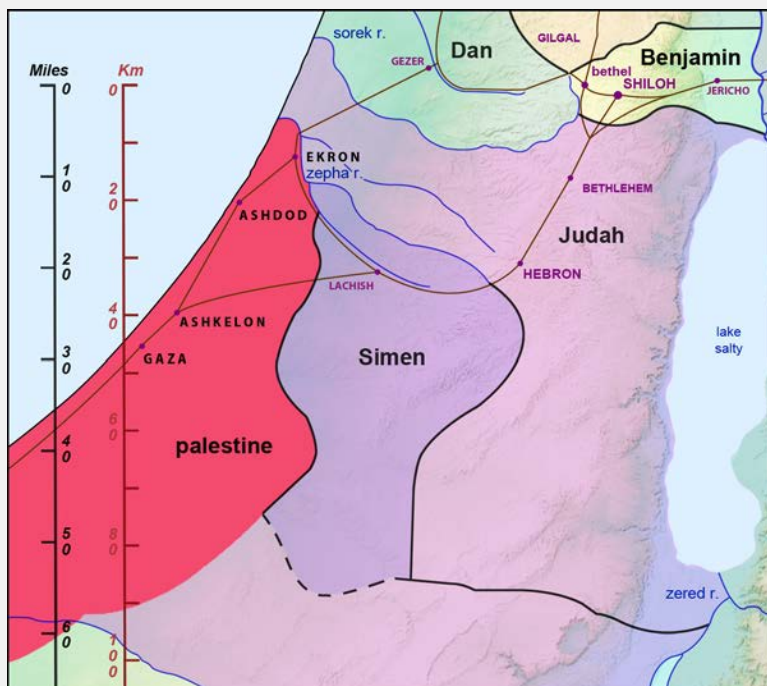 sorek r.
Dan
GILGAL
Benjamin
GEZER
bethel
SHILOH
JERICHO
Miles
Km
0
0
EKRON
zepha r.
10
20
ASHDOD
BETHLEHEM
Judah
20
LACHISH
HEBRON
40
ASHKELON
GAZA
30
Simen
lake
salty
60
palestine
40
50
80
zered r.
60
100